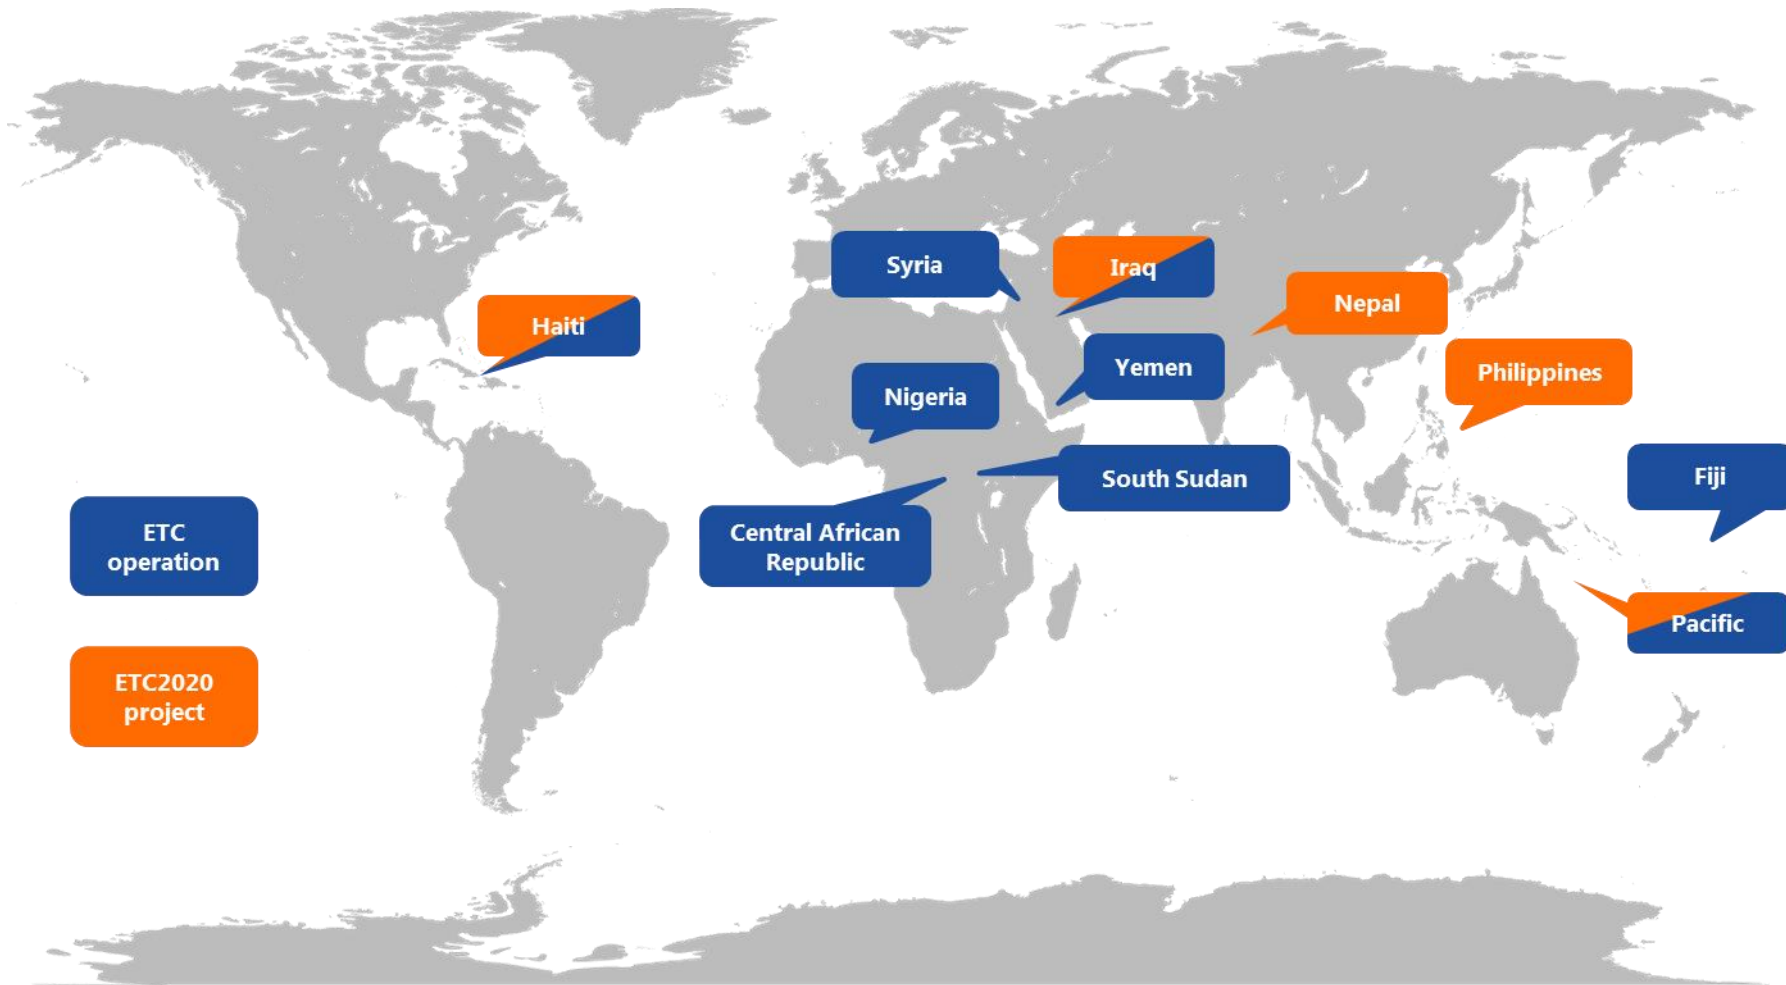 Syria
Iraq
Nepal
Haiti
Philippines
Yemen
Nigeria
Fiji
South Sudan
ETC
operation
Central African
Republic
Pacific
ETC2020
project